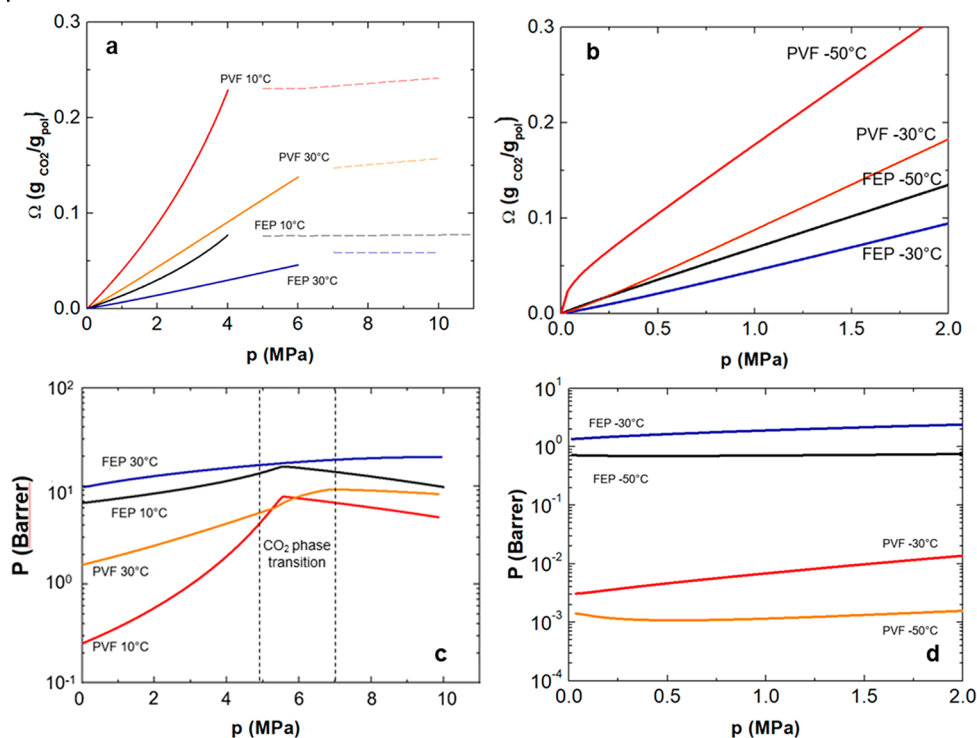 a
0.3
0.2
0.1
0.0
Ω (g co2/gpol)
PVF 10°C
PVF 30°C
FEP 10°C
FEP 30°C
0 2 4 6 8 10
p (MPa)
b
0.3
0.2
0.1
0.0
Ω (g co2/gpol)
PVF -50°C
PVF -30°C
FEP -50°C
FEP -30°C
0.0 0.5 1.0 1.5 2.0
p (MPa)
10²
10¹
10⁰
10⁻¹
P (Barrer)
FEP 30°C
FEP 10°C
PVF 30°C
PVF 10°C
CO₂ phase
transition
c
0 2 4 6 8 10
p (MPa)
10¹
10⁰
10⁻¹
10⁻²
10⁻³
10⁻⁴
P (Barrer)
FEP -30°C
FEP -50°C
PVF -30°C
PVF -50°C
d
0.0 0.5 1.0 1.5 2.0
p (MPa)